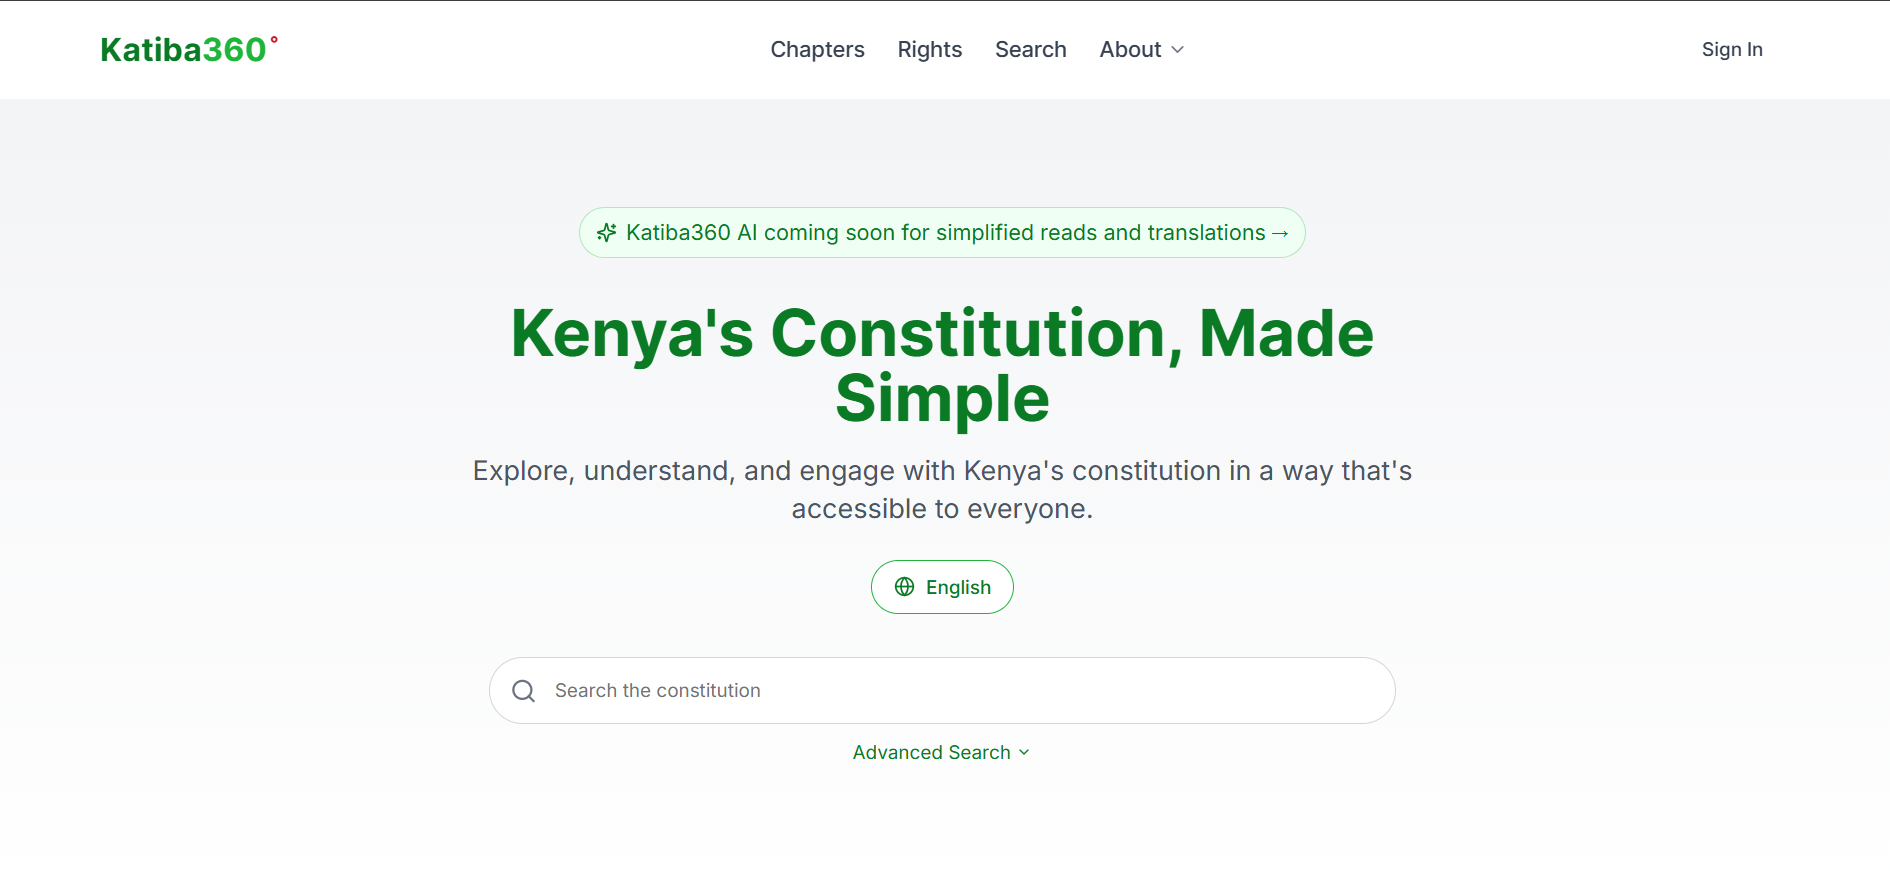 Katiba360°
Chapters
Rights
Search
About
Sign In
Katiba360 AI coming soon for simplified reads and translations →
Kenya's Constitution, Made
Simple
Explore, understand, and engage with Kenya's constitution in a way that's
accessible to everyone.
English
Search the constitution
Advanced Search